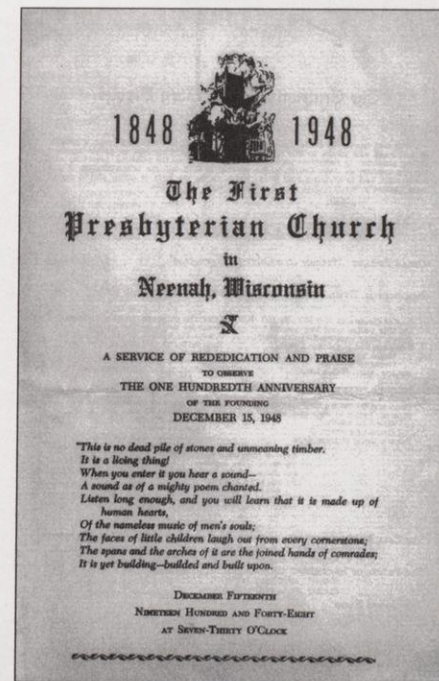 1848 1948
The First
Presbyterian Church
in
Neenah, Wisconsin
A SERVICE OF REDEDICATION AND PRAISE
TO OBSERVE
THE ONE HUNDREDTH ANNIVERSARY
OF THE FOUNDING
DECEMBER 15, 1948
"This is no dead pile of stones and unmeaning timber.
It is a living thing!
When you enter it you hear a sound—
A sound as of a mighty poem chanted.
Listen long enough, and you will learn that it is made up of
human hearts,
Of the nameless music of men's souls;
The faces of little children laugh out from every cornerstone;
The spans and the arches of it are the joined hands of comrades;
It is yet building—builded and built upon.
DECEMBER FIFTEENTH
NINETEEN HUNDRED AND FORTY-EIGHT
AT SEVEN-THIRTY O'CLOCK